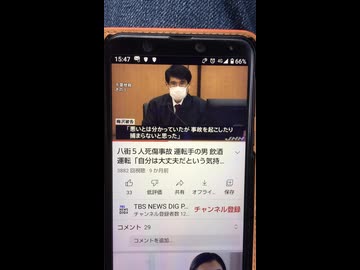 15:47
4G
66%
梅沢被告
「悪いとは分かっていたが 事故を起こしたり
捕まらないと思った」
JNN
八街５人死傷事故 運転手の男 飲酒
運転「自分は大丈夫だという気持...
3882 回視聴・9 か月前
33
低評価
共有
オフライ...
保存
TBS NEWS DIG P...
チャンネル登録者数 12...
チャンネル登録
コメント 29
コメントを追加...